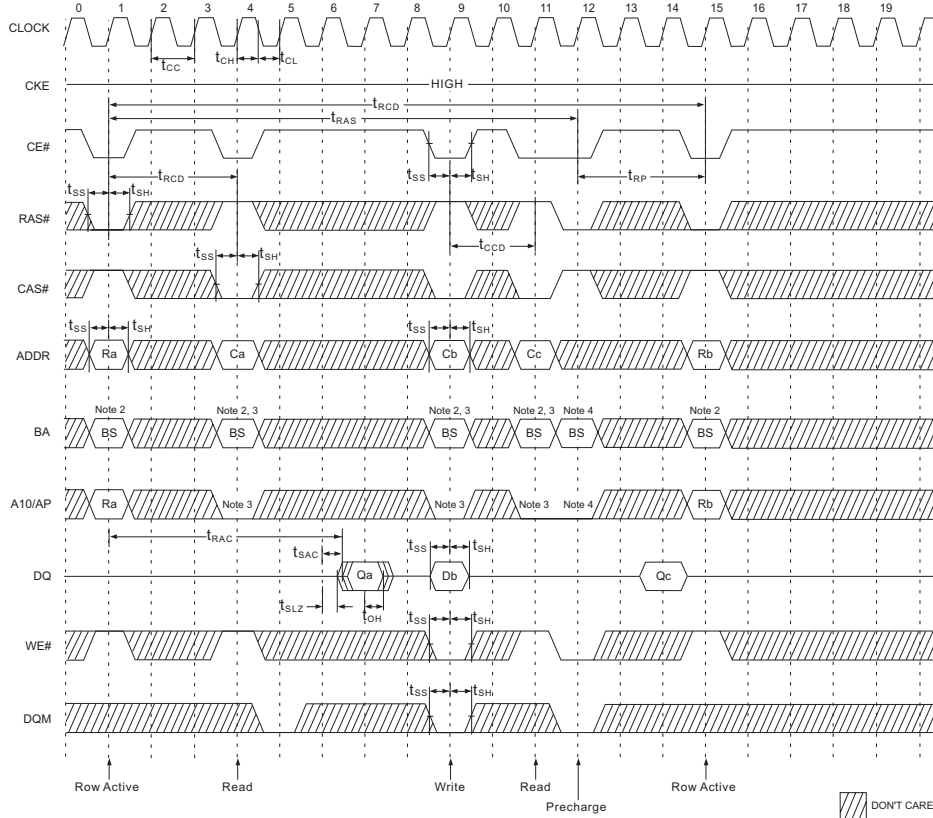 0 1 2 3 4 5 6 7 8 9 10 11 12 13 14 15 16 17 18 19
CLOCK
tCC tCH tCL
CKE HIGH
tRCD
tRAS
CE#
tRCD tSS tSH tRP
tSS tSH
RAS#
tCCD
tSS tSH
CAS#
tSS tSH tSS tSH
ADDR Ra Ca Cb Cc Rb
Note 2 Note 2, 3 Note 2, 3 Note 2, 3 Note 4 Note 2
BA BS BS BS BS BS BS
A10/AP Ra Note 3 Note 3 Note 3 Note 4 Rb
tRAC
tSAC tSS tSH
DQ Qa Db Qc
tSLZ tOH
tSS tSH
WE#
tSS tSH
DQM
Row Active Read Write Read Row Active
Precharge
DON'T CARE